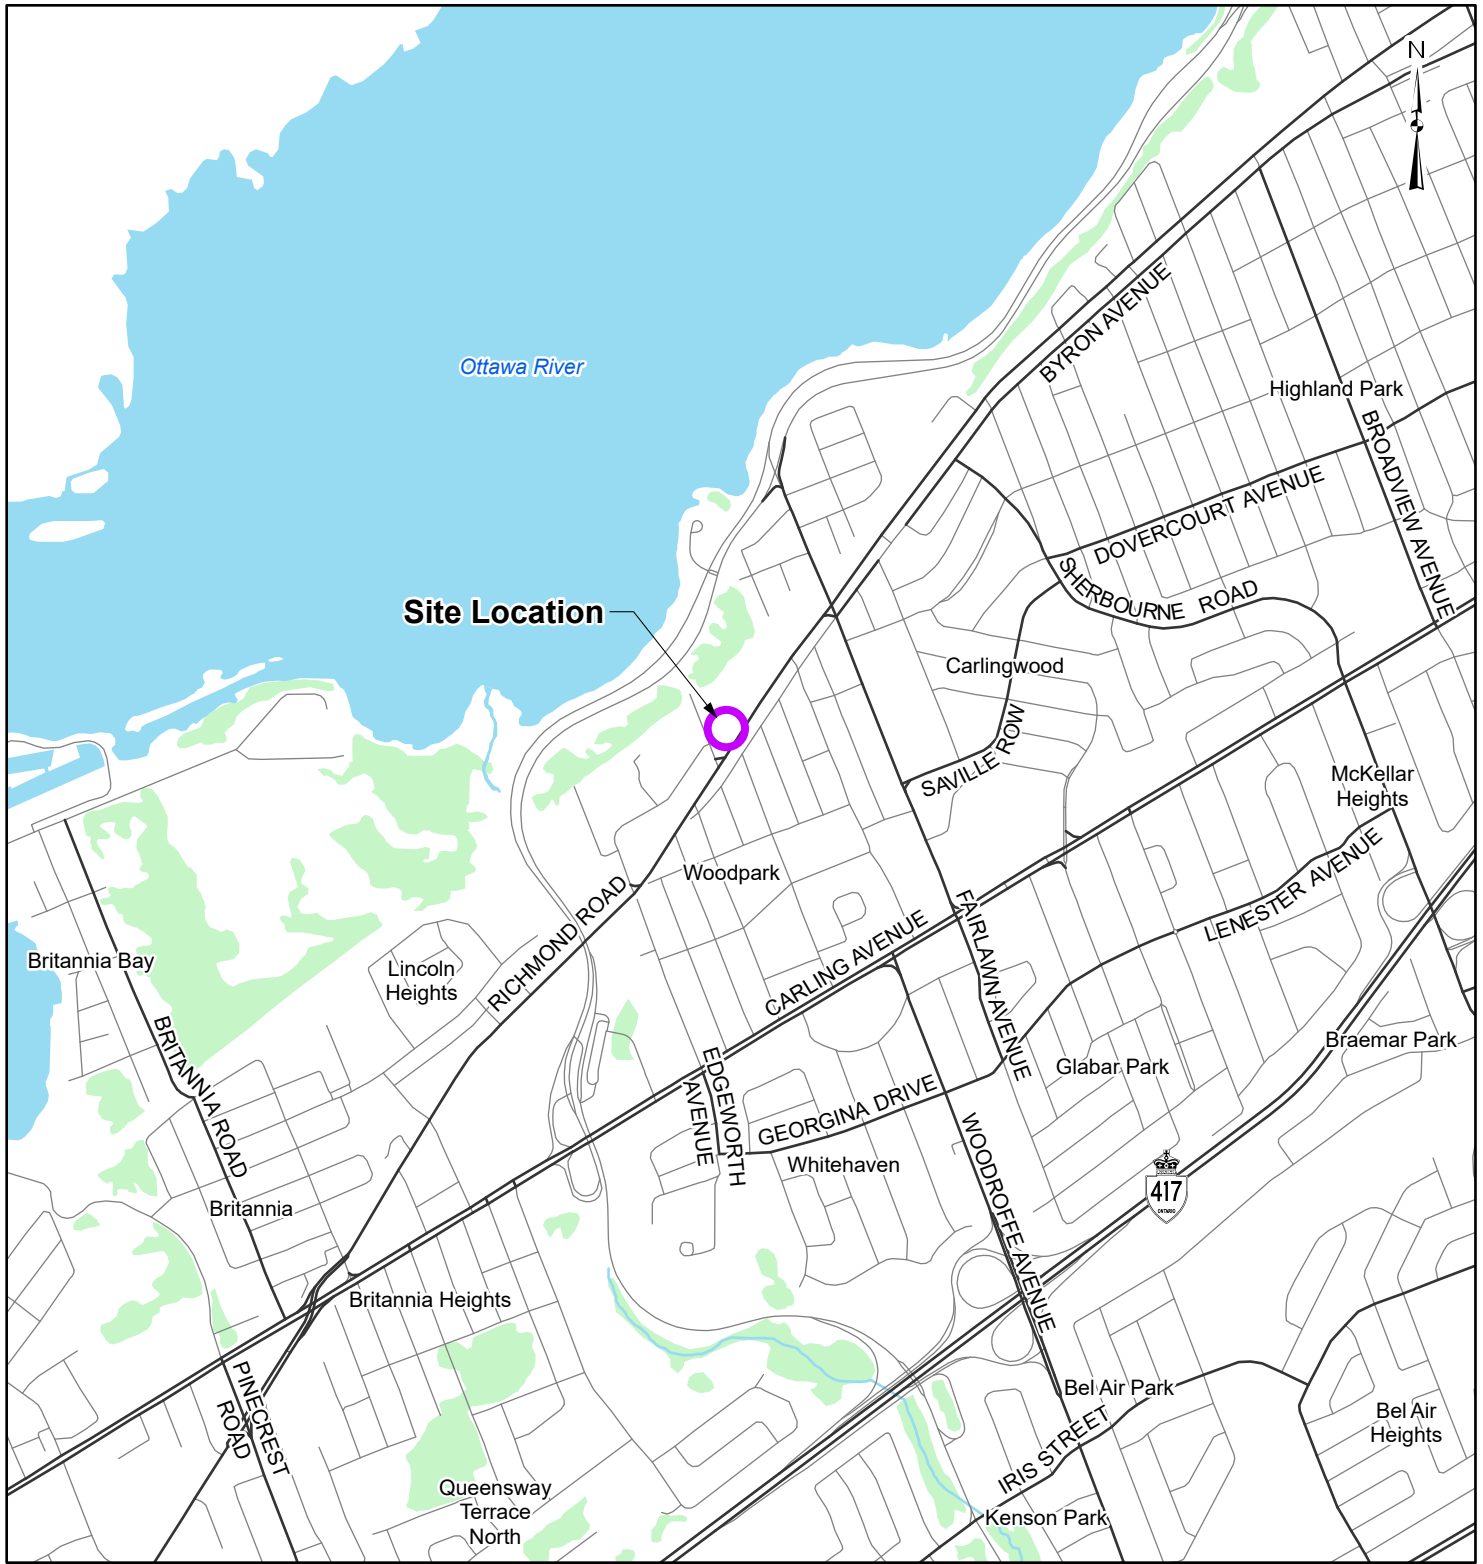 N
BYRON AVENUE
Ottawa River
Highland Park
BROADVIEW AVENUE
DOVERCOURT AVENUE
SHERBOURNE ROAD
Site Location
Carlingwood
SAVILLE ROW
McKellar
Heights
LENESTER AVENUE
Woodpark
RICHMOND ROAD
FAIRLAWN AVENUE
CARLING AVENUE
Britannia Bay
Lincoln
Heights
BRITANNIA ROAD
Braemar Park
Glabar Park
EDGEWORTH
AVENUE
GEORGINA DRIVE
Whitehaven
WOODROFFE AVENUE
417
ONTARIO
Britannia
Britannia Heights
PINECREST
ROAD
Bel Air Park
Bel Air
Heights
IRIS STREET
Queensway
Terrace
North
Kenson Park